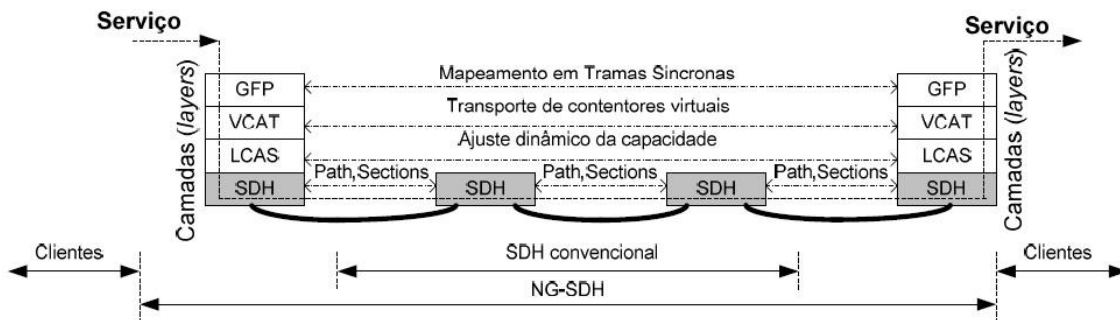 Serviço
Serviço
Camadas (layers)
GFP
Mapeamento em Tramas Sincronas
GFP
Camadas (layers)
VCAT
Transporte de contentores virtuais
VCAT
LCAS
Ajuste dinâmico da capacidade
LCAS
SDH
Path,Sections
SDH
Path,Sections
SDH
Path,Sections
SDH
Clientes
SDH convencional
Clientes
NG-SDH